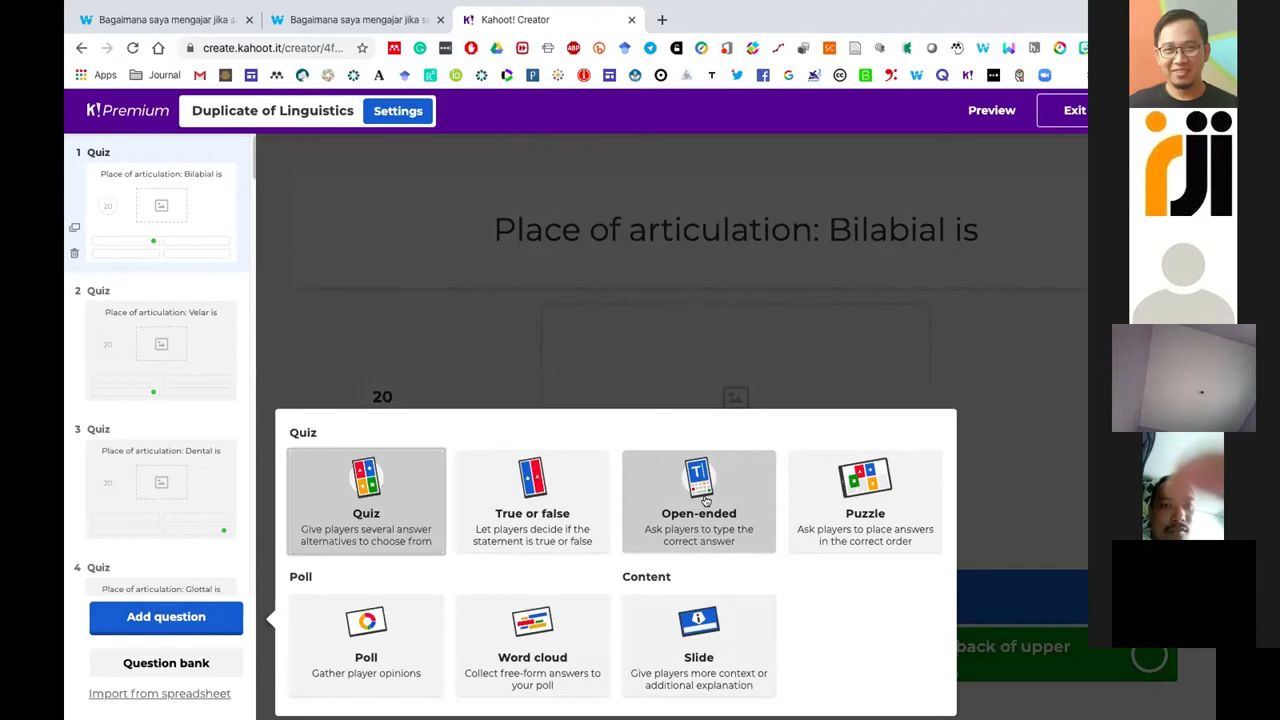 Bagaimana saya mengajar jika s
Bagaimana saya mengajar jika se
Kahoot! Creator
create.kahoot.it/creator/4f...
Apps
Journal
K!Premium
Duplicate of Linguistics
Settings
Preview
Exit
1 Quiz
Place of articulation: Bilabial is
20
2 Quiz
Place of articulation: Velar is
20
3 Quiz
Place of articulation: Dental is
20
4 Quiz
Place of articulation: Glottal is
Add question
Question bank
Import from spreadsheet
Place of articulation: Bilabial is
20
Quiz
Quiz
Give players several answer
alternatives to choose from
True or false
Let players decide if the
statement is true or false
Open-ended
Ask players to type the
correct answer
Puzzle
Ask players to place answers
in the correct order
Poll
Content
Poll
Gather player opinions
Word cloud
Collect free-form answers to
your poll
Slide
Give players more context or
additional explanation
back of upper
rji